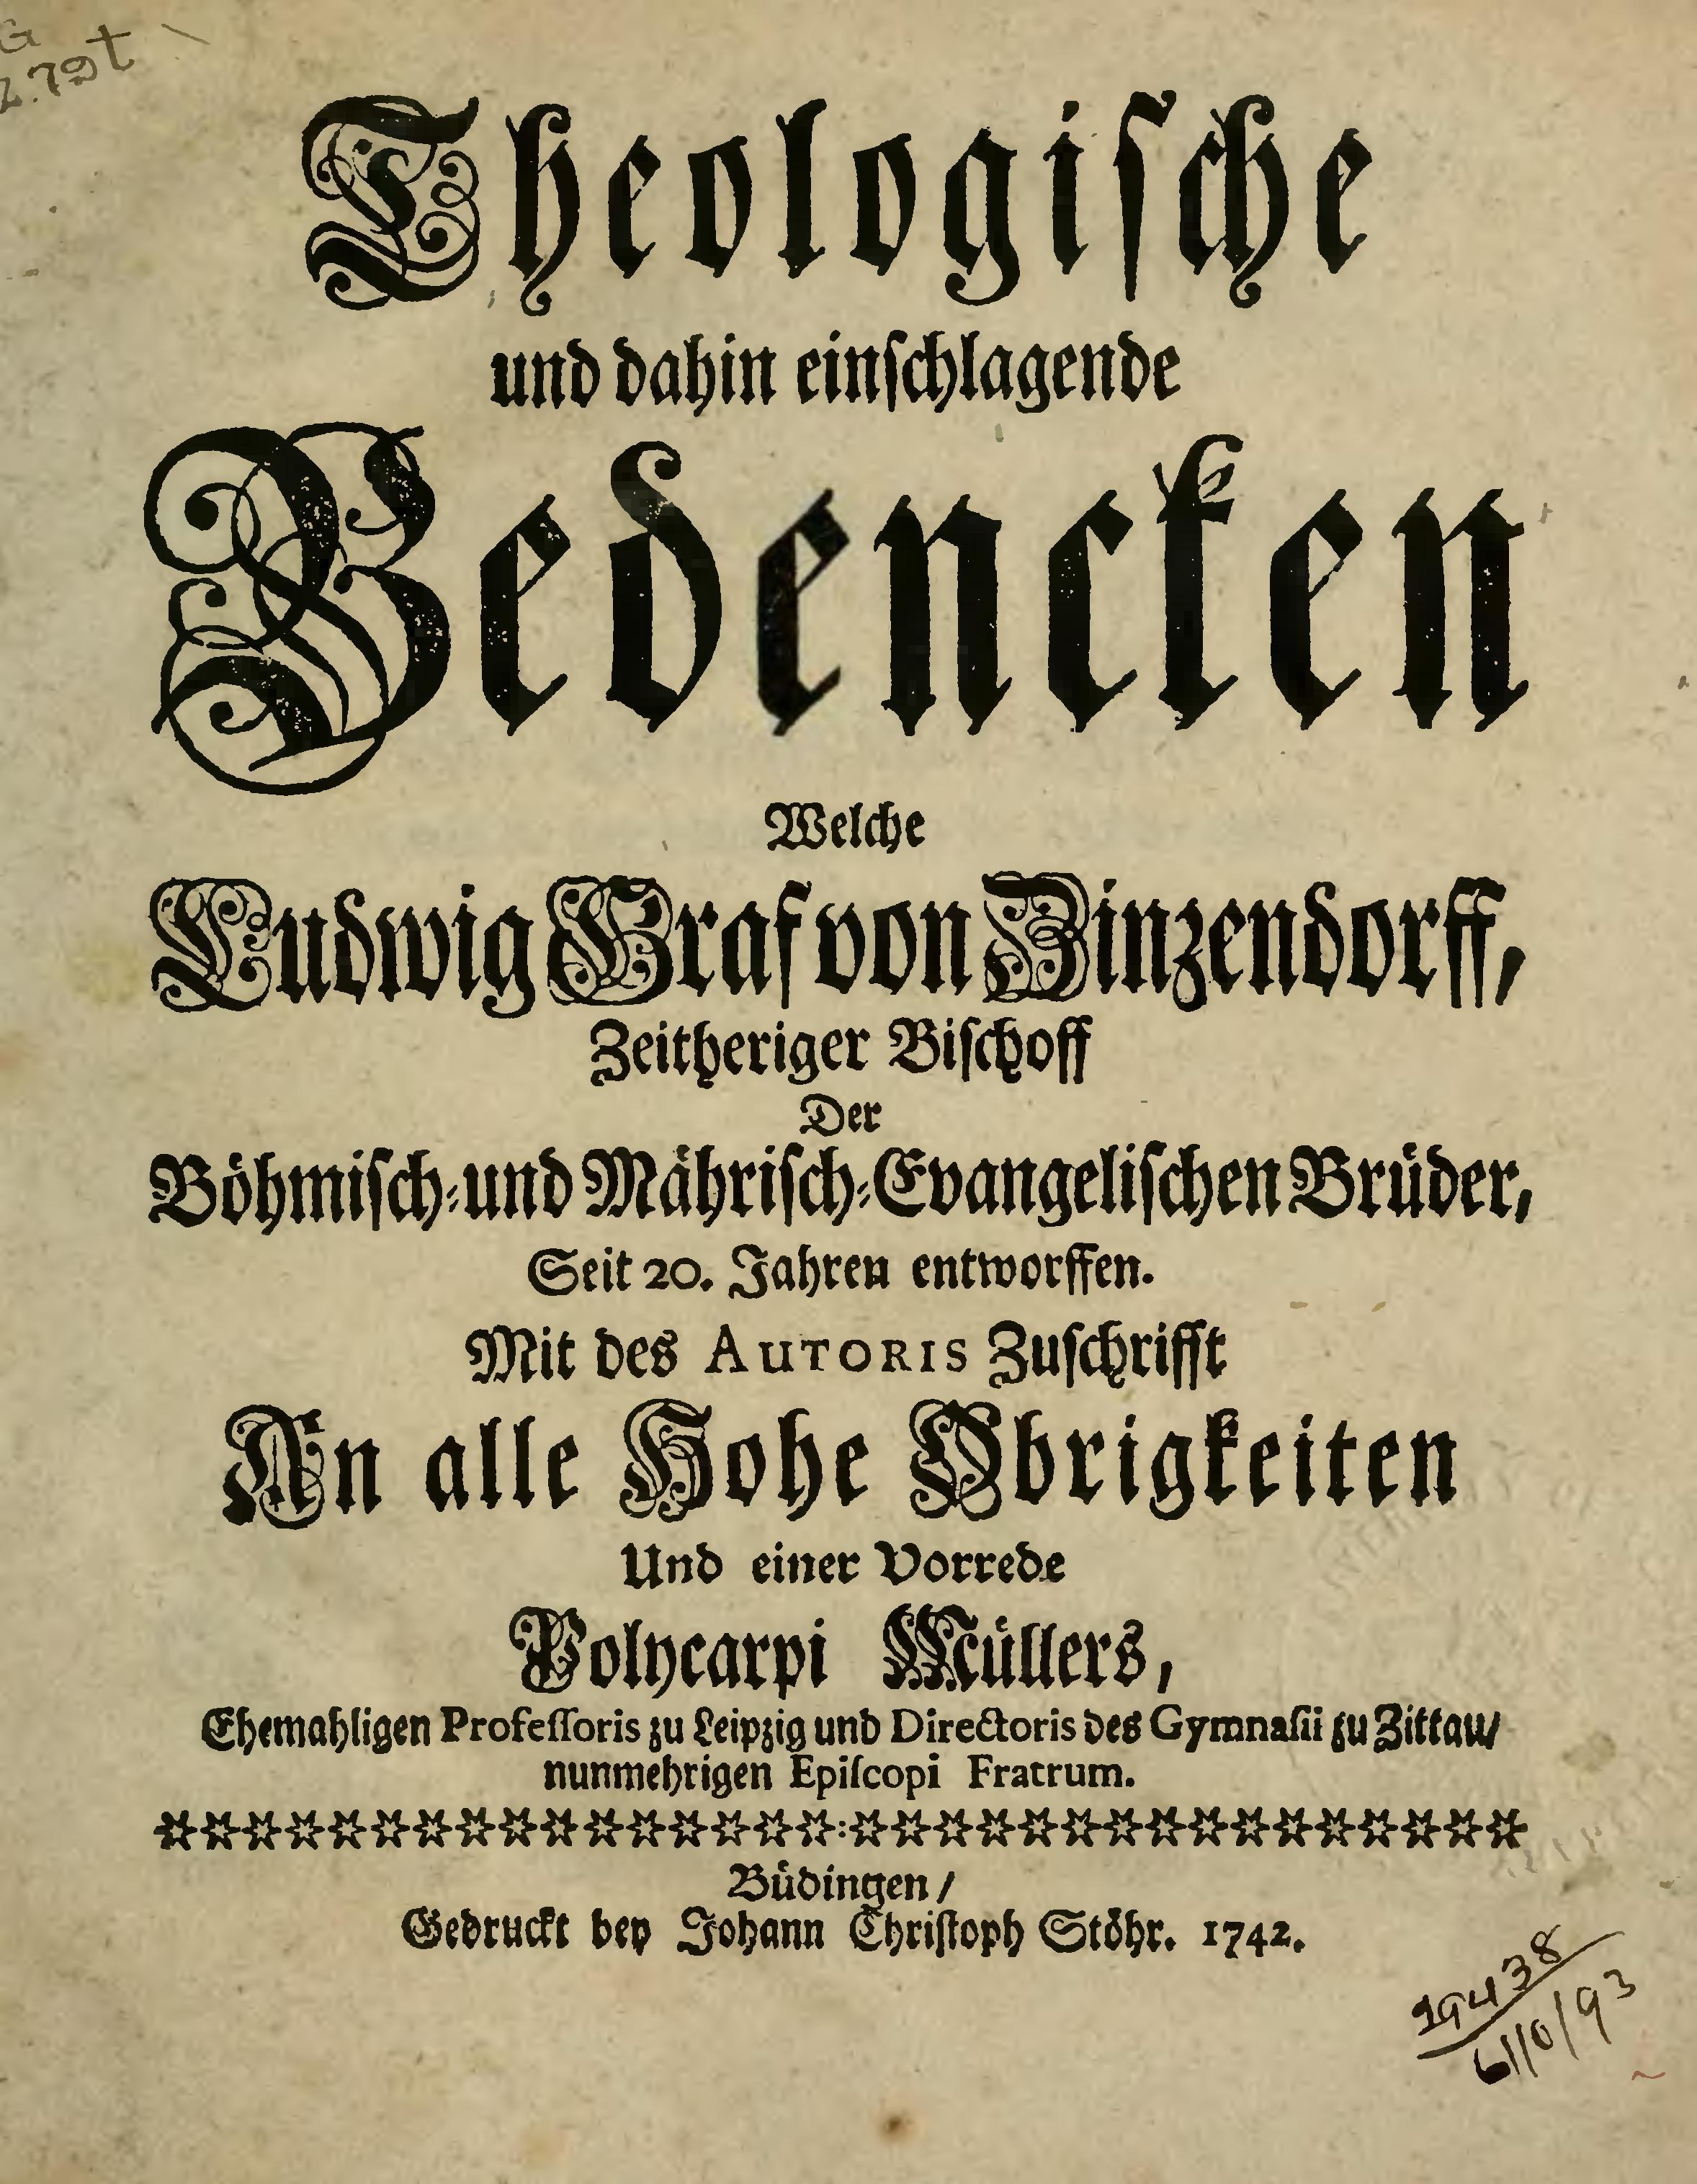 Theologische
und dahin einschlagende
Bedencken
Welche
Ludwig Graf von Zinzendorff,
Zeitheriger Bischoff
Der
Böhmisch- und Mährisch-Evangelischen Brüder,
Seit 20. Jahren entworffen.
Mit des AUTORIS Zuschrifft
An alle Hohe Obrigkeiten
Und einer Vorrede
Polycarpi Müllers,
Ehemahligen Professoris zu Leipzig und Directoris des Gymnasii zu Zittau/
nunmehrigen Episcopi Fratrum.
Büdingen/
Gedruckt bey Johann Christoph Stöhr. 1742.
19438
6/10/93